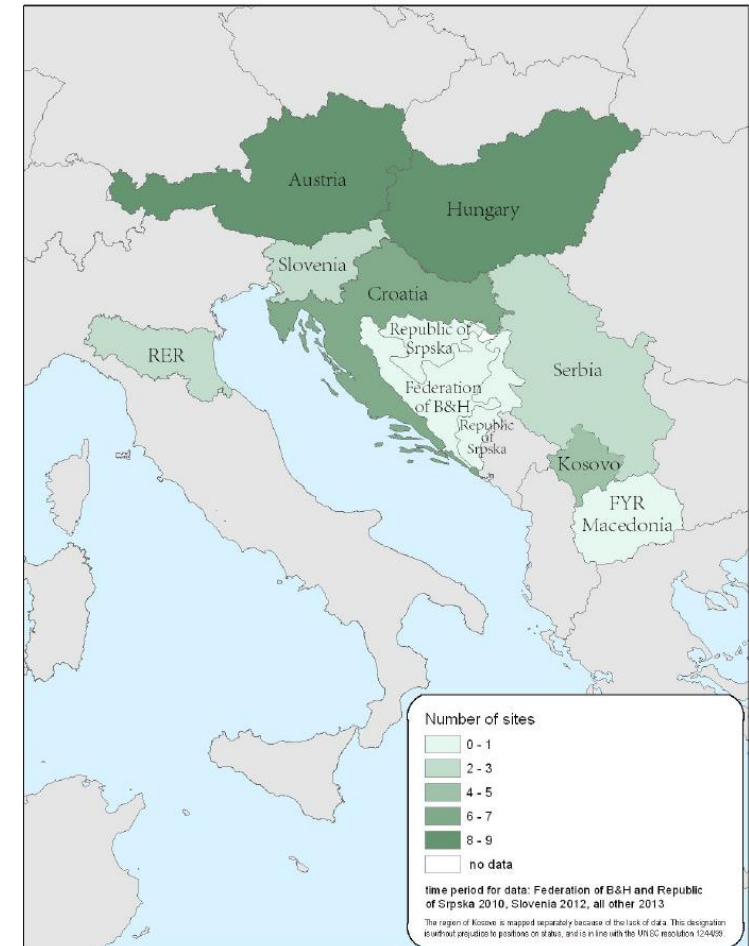 Austria
Hungary
Slovenia
Croatia
Republic of
Srpska
RER
Serbia
Federation
of B&H
Republic
of
Srpska
Kosovo
FYR
Macedonia
Number of sites
0 - 1
2 - 3
4 - 5
6 - 7
8 - 9
no data
time period for data: Federation of B&H and Republic
of Srpska 2010, Slovenia 2012, all other 2013
The region of Kosovo is mapped separately because of the lack of data. This designation
is without prejudice to positions on status, and is in line with the UNSC resolution 1244/99.